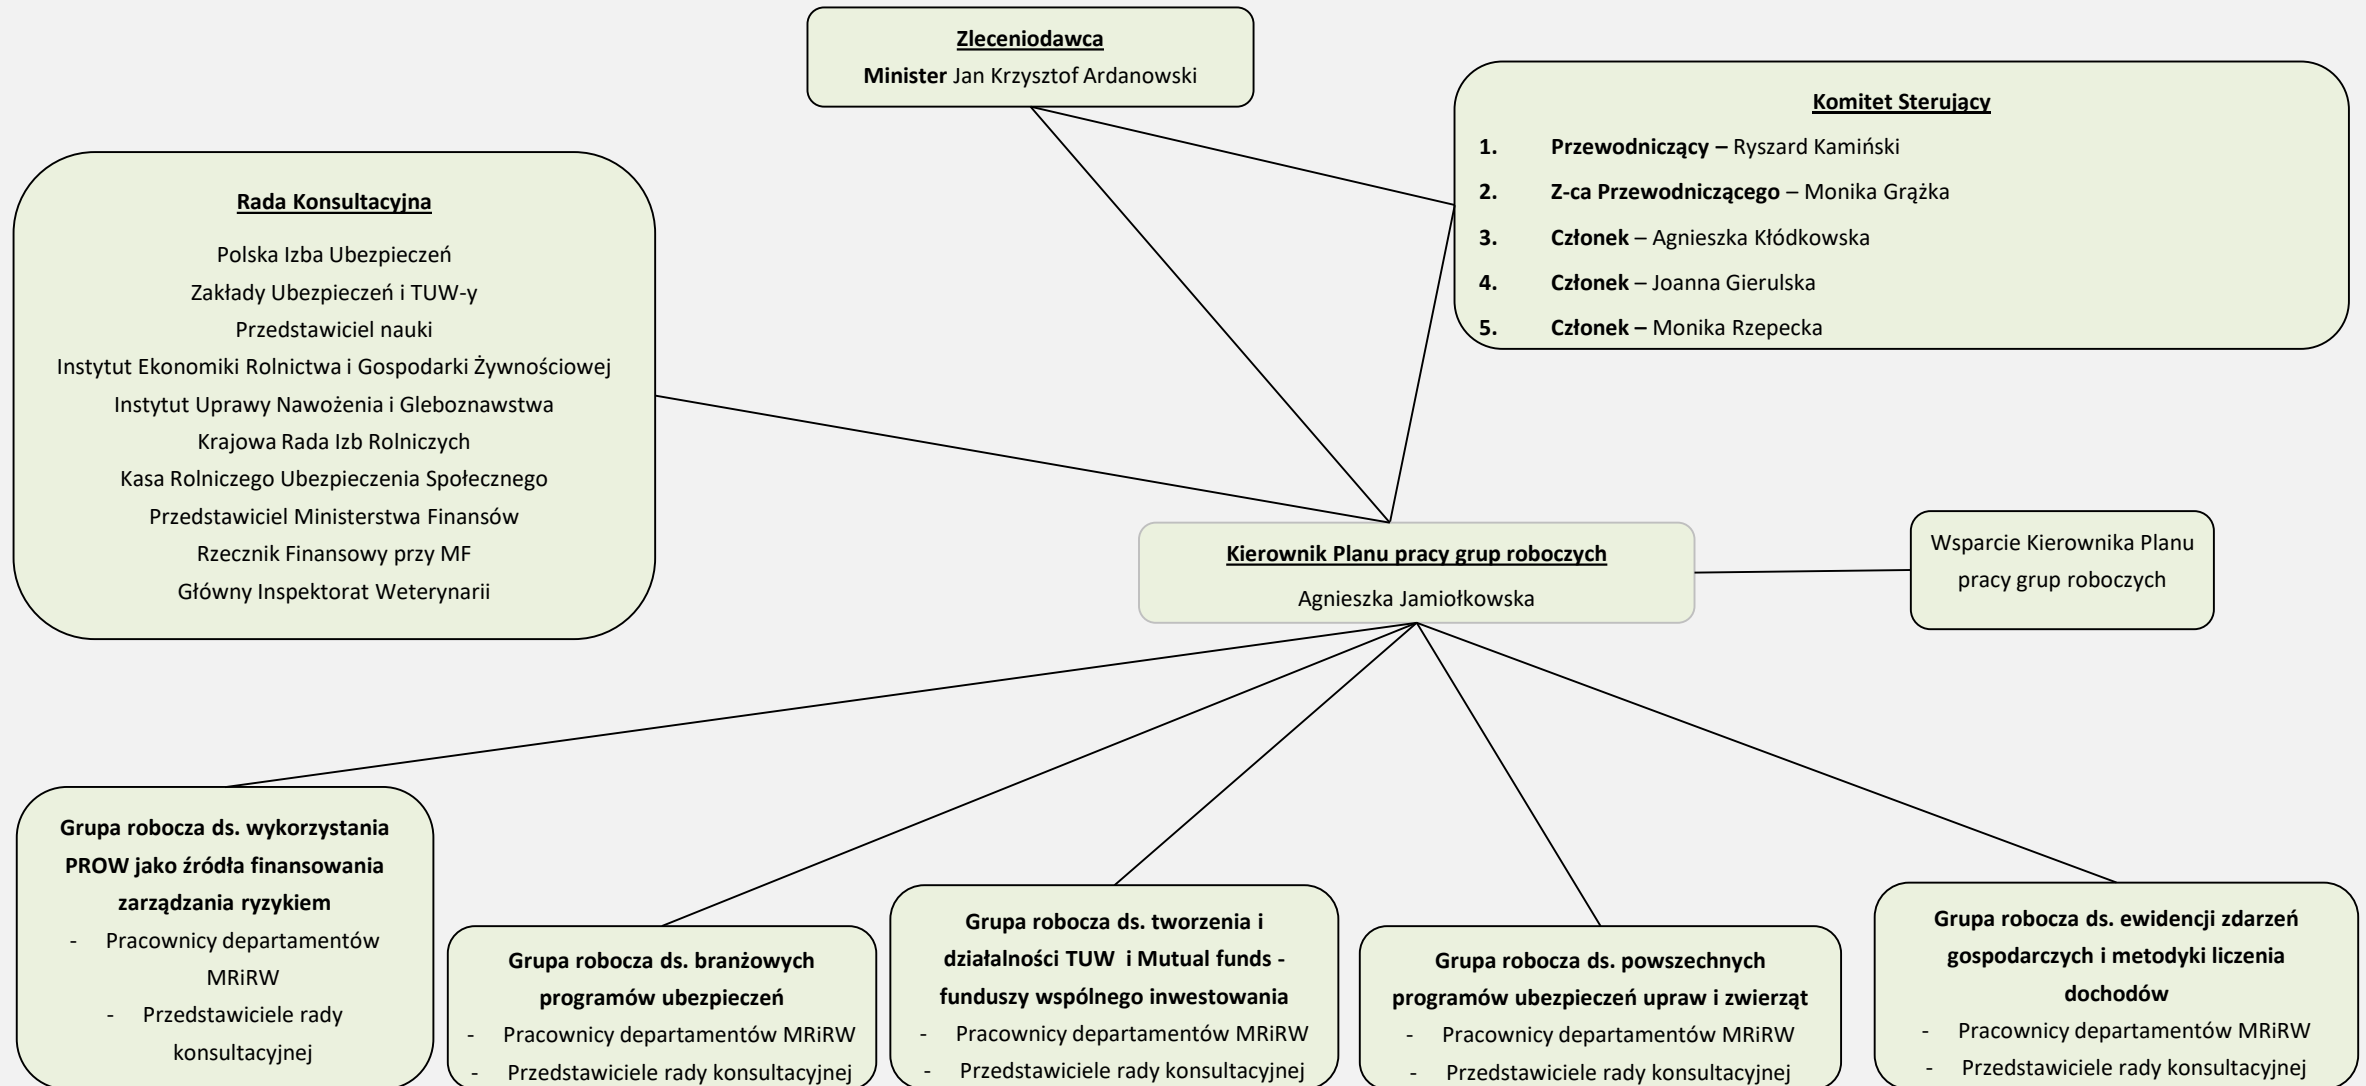 Zleceniodawca
Minister Jan Krzysztof Ardanowski
Komitet Sterujący
1. Przewodniczący – Ryszard Kamiński
2. Z-ca Przewodniczącego – Monika Grążka
3. Członek – Agnieszka Kłódkowska
4. Członek – Joanna Gierulska
5. Członek – Monika Rzepecka
Rada Konsultacyjna
Polska Izba Ubezpieczeń
Zakłady Ubezpieczeń i TUW-y
Przedstawiciel nauki
Instytut Ekonomiki Rolnictwa i Gospodarki Żywnościowej
Instytut Uprawy Nawożenia i Gleboznawstwa
Krajowa Rada Izb Rolniczych
Kasa Rolniczego Ubezpieczenia Społecznego
Przedstawiciel Ministerstwa Finansów
Rzecznik Finansowy przy MF
Główny Inspektorat Weterynarii
Kierownik Planu pracy grup roboczych
Agnieszka Jamiołkowska
Wsparcie Kierownika Planu
pracy grup roboczych
Grupa robocza ds. wykorzystania
PROW jako źródła finansowania
zarządzania ryzykiem
- Pracownicy departamentów
MRiRW
- Przedstawiciele rady
konsultacyjnej
Grupa robocza ds. branżowych
programów ubezpieczeń
- Pracownicy departamentów MRiRW
- Przedstawiciele rady konsultacyjnej
Grupa robocza ds. tworzenia i
działalności TUW i Mutual funds -
funduszy wspólnego inwestowania
- Pracownicy departamentów MRiRW
- Przedstawiciele rady konsultacyjnej
Grupa robocza ds. powszechnych
programów ubezpieczeń upraw i zwierząt
- Pracownicy departamentów MRiRW
- Przedstawiciele rady konsultacyjnej
Grupa robocza ds. ewidencji zdarzeń
gospodarczych i metodyki liczenia
dochodów
- Pracownicy departamentów MRiRW
- Przedstawiciele rady konsultacyjnej